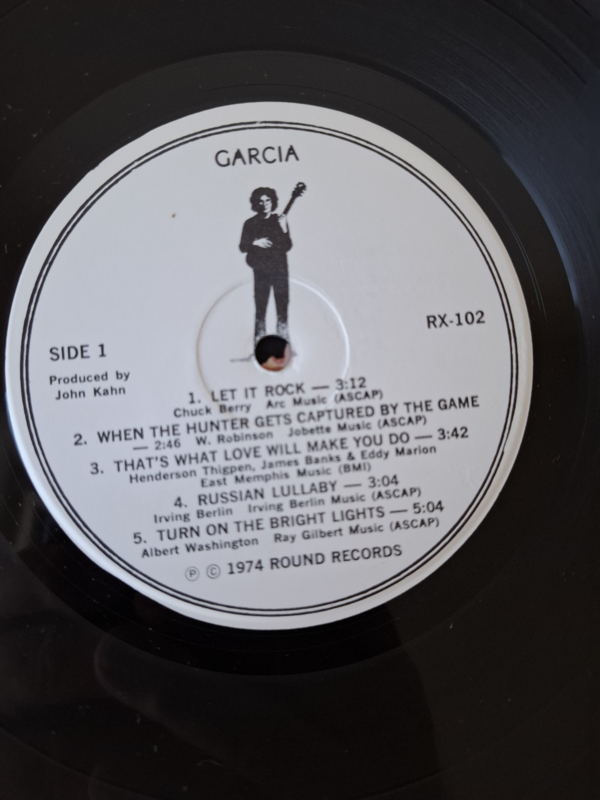 GARCIA
RX-102
SIDE 1
Produced by
John Kahn
1. LET IT ROCK — 3:12
Chuck Berry Arc Music (ASCAP)
2. WHEN THE HUNTER GETS CAPTURED BY THE GAME
— 2:46 W. Robinson Jobette Music (ASCAP)
3. THAT'S WHAT LOVE WILL MAKE YOU DO — 3:42
Henderson Thigpen, James Banks & Eddy Marion
East Memphis Music (BMI)
4. RUSSIAN LULLABY — 3:04
Irving Berlin Irving Berlin Music (ASCAP)
5. TURN ON THE BRIGHT LIGHTS — 5:04
Albert Washington Ray Gilbert Music (ASCAP)
℗ © 1974 ROUND RECORDS